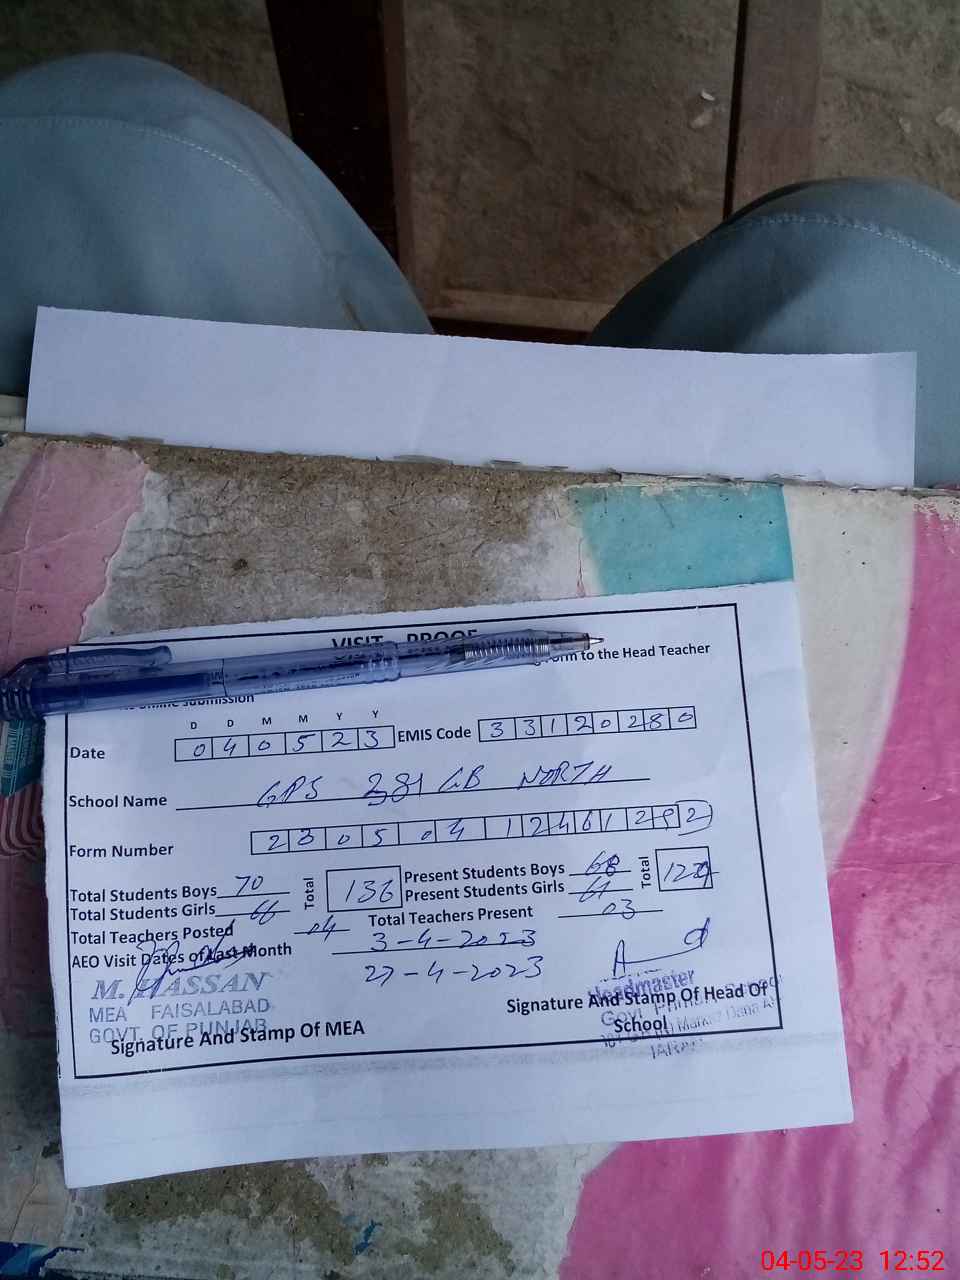 VISIT PROOF
Form to the Head Teacher
Online Submission
D D M M Y Y
Date 0 4 0 5 2 3 EMIS Code 3 3 1 2 0 2 8 0
School Name GPS 381 GB NORTH
Form Number 2 3 0 5 0 4 1 2 4 6 1 2 9 2
Total Students Boys 70 Total 136 Present Students Boys 68 Total 129
Total Students Girls 66 Present Students Girls 61
Total Teachers Posted 04 Total Teachers Present 03
AEO Visit Dates of Last Month 3-4-2023
27-4-2023
M. HASSAN
MEA FAISALABAD
GOVT. OF PUNJAB
Signature And Stamp Of MEA
Headmaster
Signature And Stamp Of Head Of
School
04-05-23 12:52